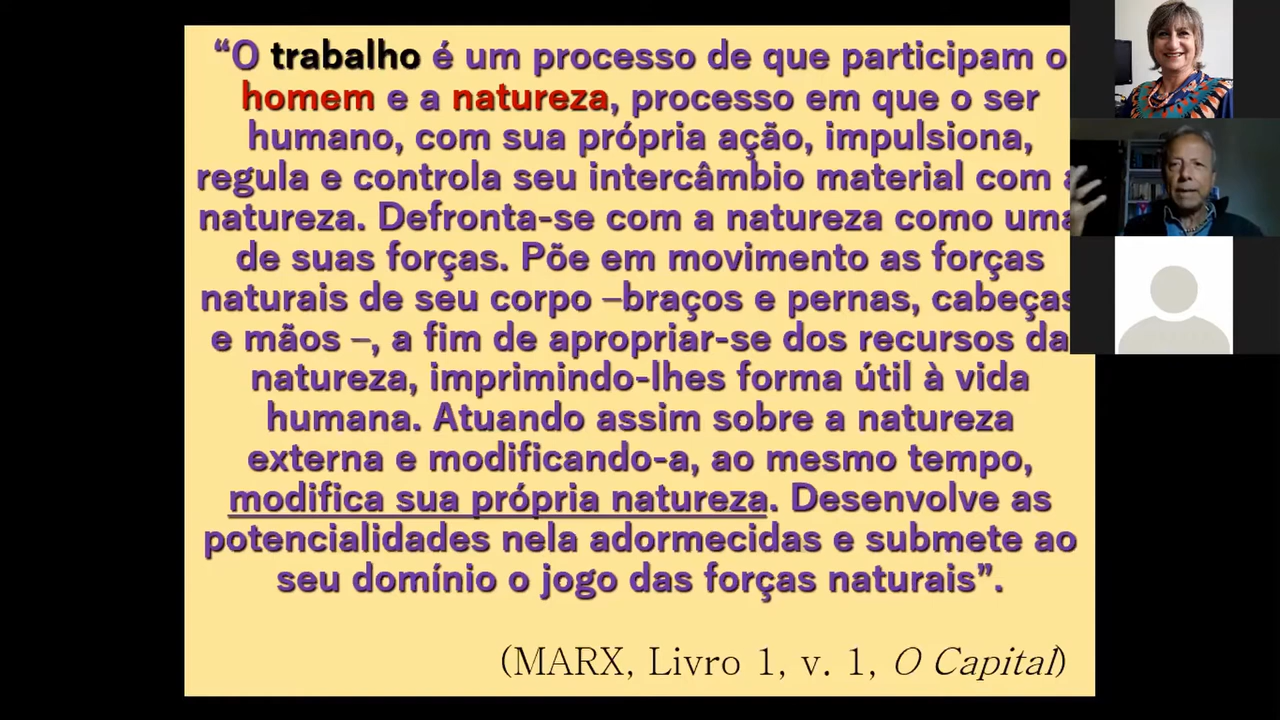 “O trabalho é um processo de que participam o
homem e a natureza, processo em que o ser
humano, com sua própria ação, impulsiona,
regula e controla seu intercâmbio material com a
natureza. Defronta-se com a natureza como uma
de suas forças. Põe em movimento as forças
naturais de seu corpo –braços e pernas, cabeças
e mãos –, a fim de apropriar-se dos recursos da
natureza, imprimindo-lhes forma útil à vida
humana. Atuando assim sobre a natureza
externa e modificando-a, ao mesmo tempo,
modifica sua própria natureza. Desenvolve as
potencialidades nela adormecidas e submete ao
seu domínio o jogo das forças naturais”.
(MARX, Livro 1, v. 1, O Capital)